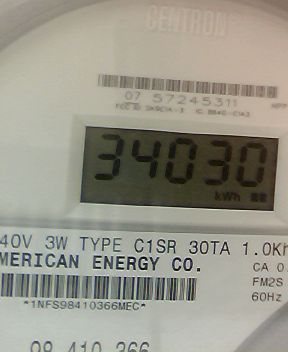 CENTRON
07 57245311
34030
kWh
40V 3W TYPE C1SR 30TA 1.0Kh
MERICAN ENERGY CO.
CA 0.
FM2S
60Hz
*1NFS98410366MEC*
98 410 366